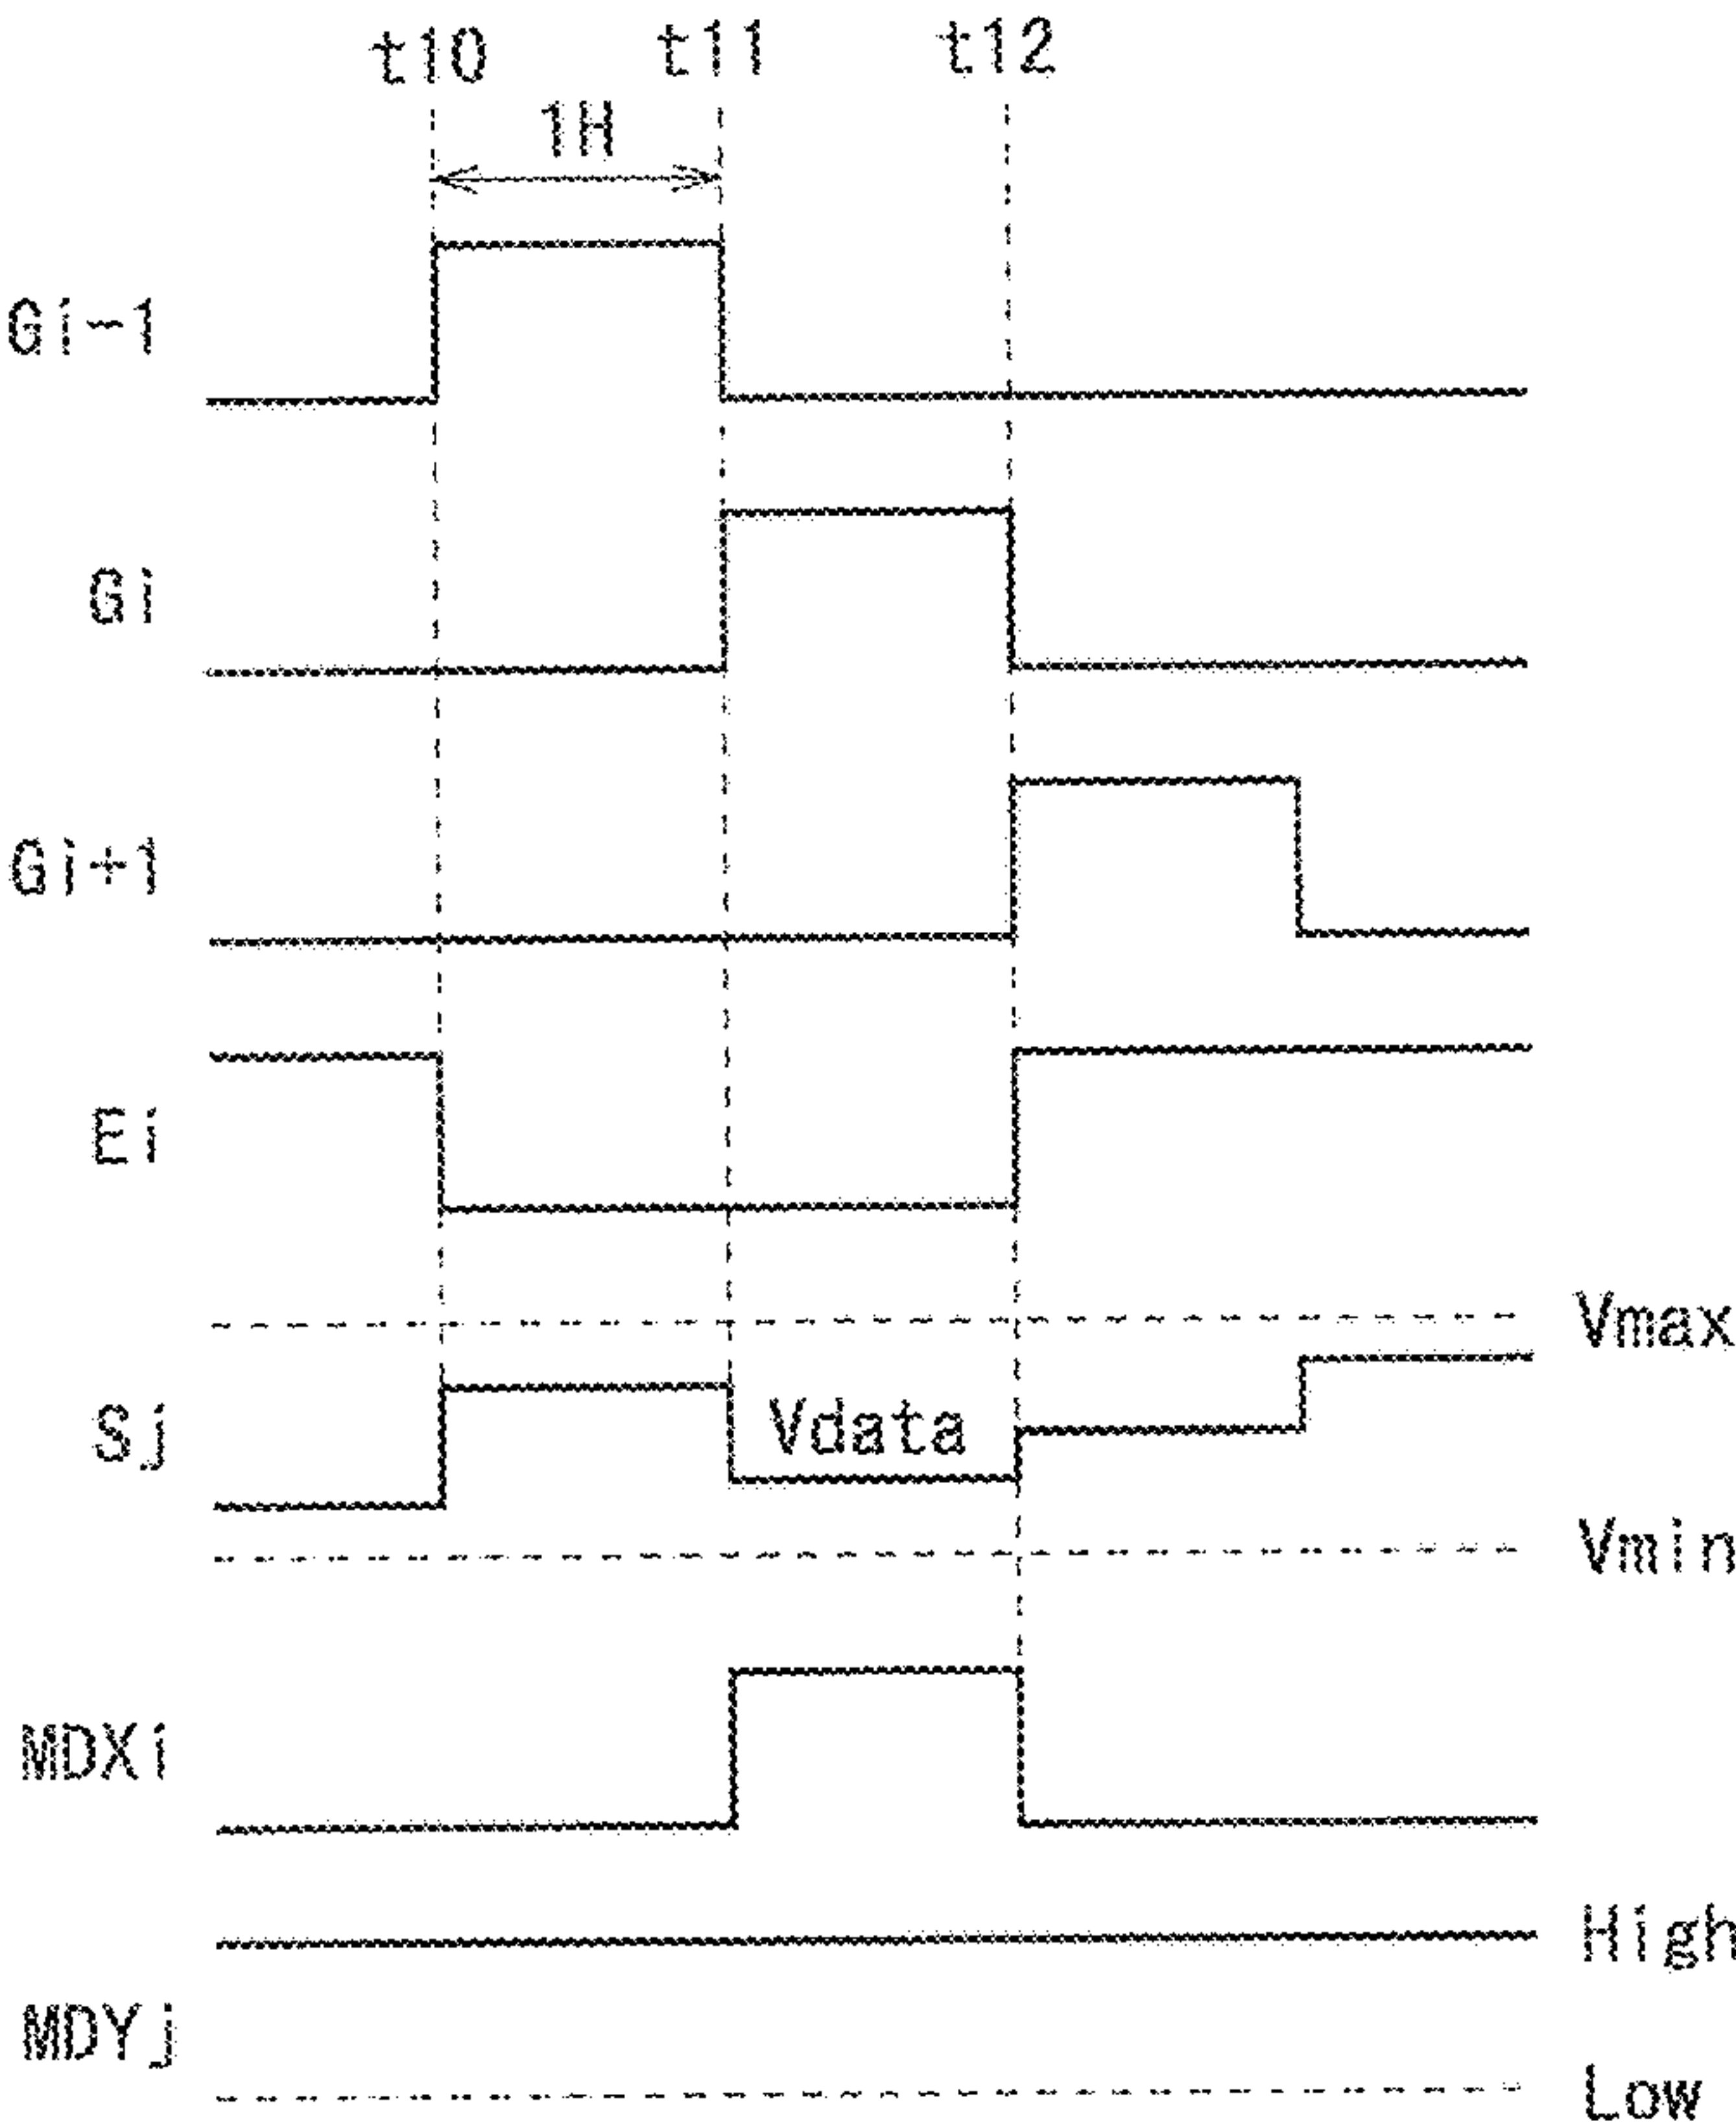 t10 t11 t12
1H
Gi-1
Gi
Gi+1
Ei
Vmax
Sj Vdata
Vmin
MDXi
High
MDYj
Low